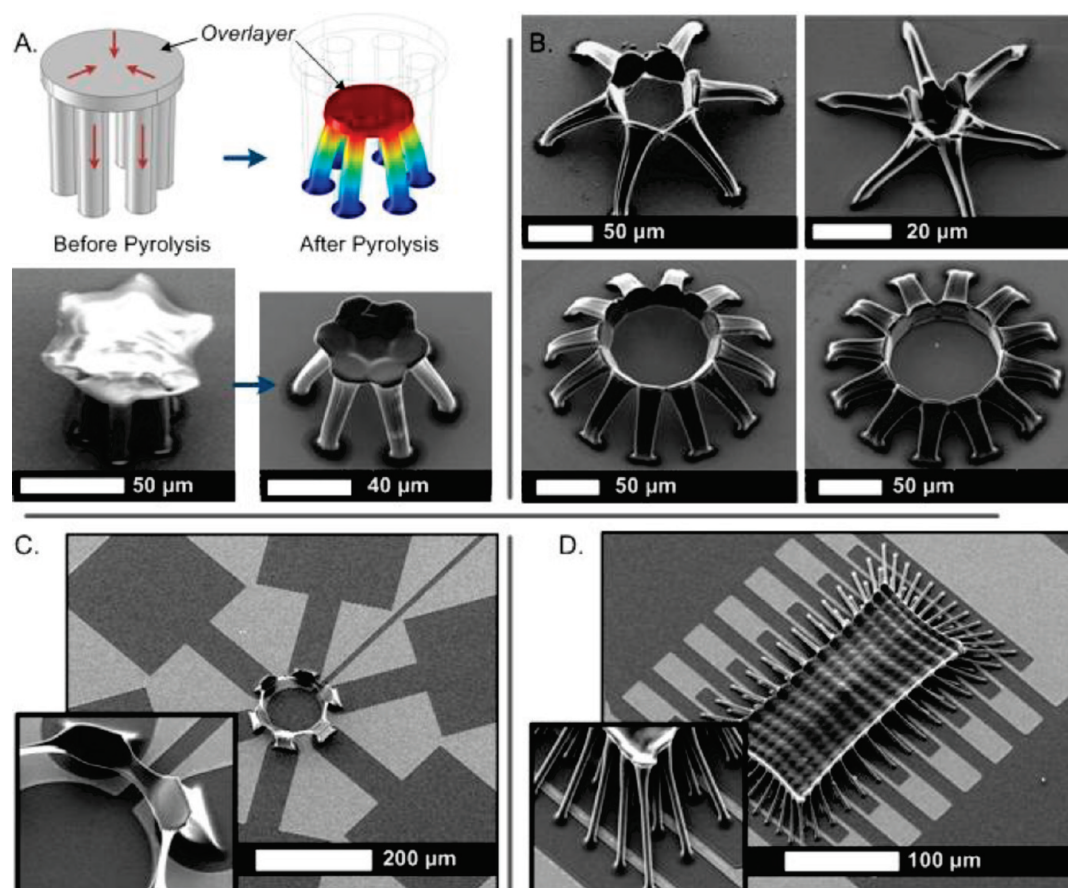 A.
Overlayer
Before Pyrolysis
After Pyrolysis
50 μm
40 μm
B.
50 μm
20 μm
50 μm
50 μm
C.
200 μm
D.
100 μm